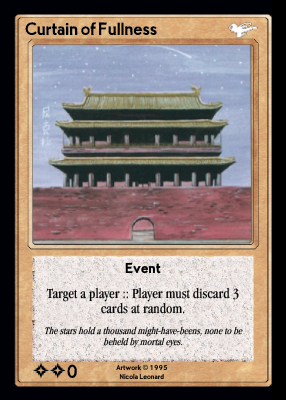 Curtain of Fullness
Event
Target a player :: Player must discard 3
cards at random.
The stars hold a thousand might-have-beens, none to be
beheld by mortal eyes.
0
Artwork © 1995
Nicola Leonard